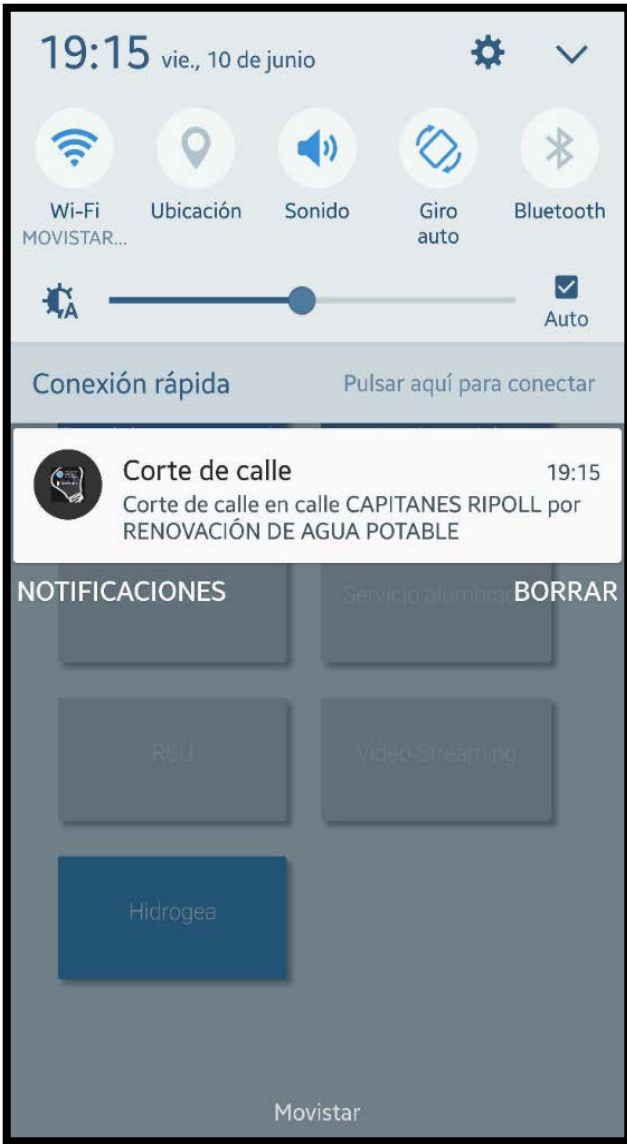 19:15 vie., 10 de junio
Wi-Fi Ubicación Sonido Giro Bluetooth
MOVISTAR... auto
A
Auto
Conexión rápida Pulsar aquí para conectar
Corte de calle 19:15
Corte de calle en calle CAPITANES RIPOLL por
RENOVACIÓN DE AGUA POTABLE
NOTIFICACIONES BORRAR
Servicio alumbrad
RSU Video Streaming
Hidrogea
Movistar